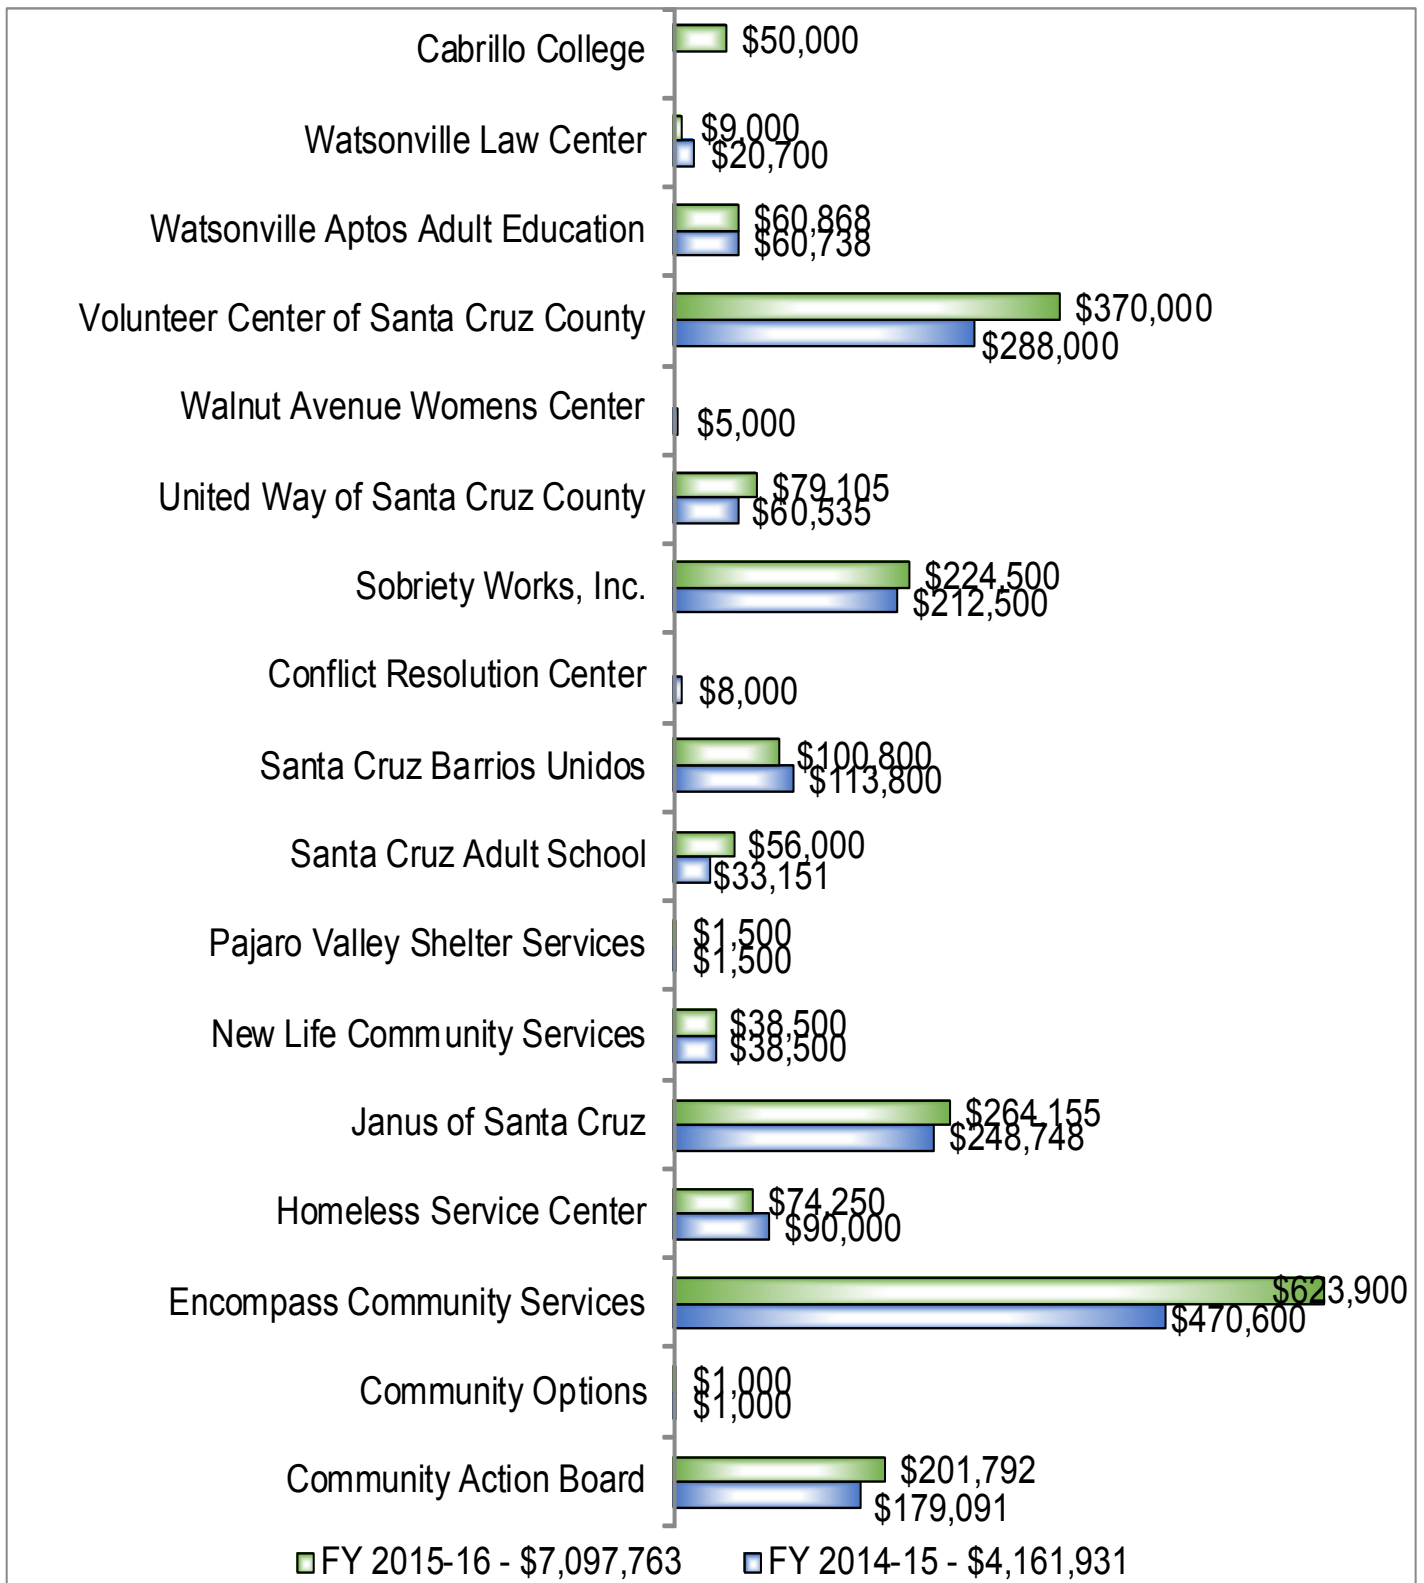 Cabrillo College $50,000
Watsonville Law Center $9,000
$20,700
Watsonville Aptos Adult Education $60,868
$60,738
Volunteer Center of Santa Cruz County $370,000
$288,000
Walnut Avenue Womens Center $5,000
United Way of Santa Cruz County $79,105
$60,535
Sobriety Works, Inc. $224,500
$212,500
Conflict Resolution Center $8,000
Santa Cruz Barrios Unidos $100,800
$113,800
Santa Cruz Adult School $56,000
$33,151
Pajaro Valley Shelter Services $1,500
$1,500
New Life Community Services $38,500
$38,500
Janus of Santa Cruz $264,155
$248,748
Homeless Service Center $74,250
$90,000
Encompass Community Services $623,900
$470,600
Community Options $1,000
$1,000
Community Action Board $201,792
$179,091
FY 2015-16 - $7,097,763 FY 2014-15 - $4,161,931